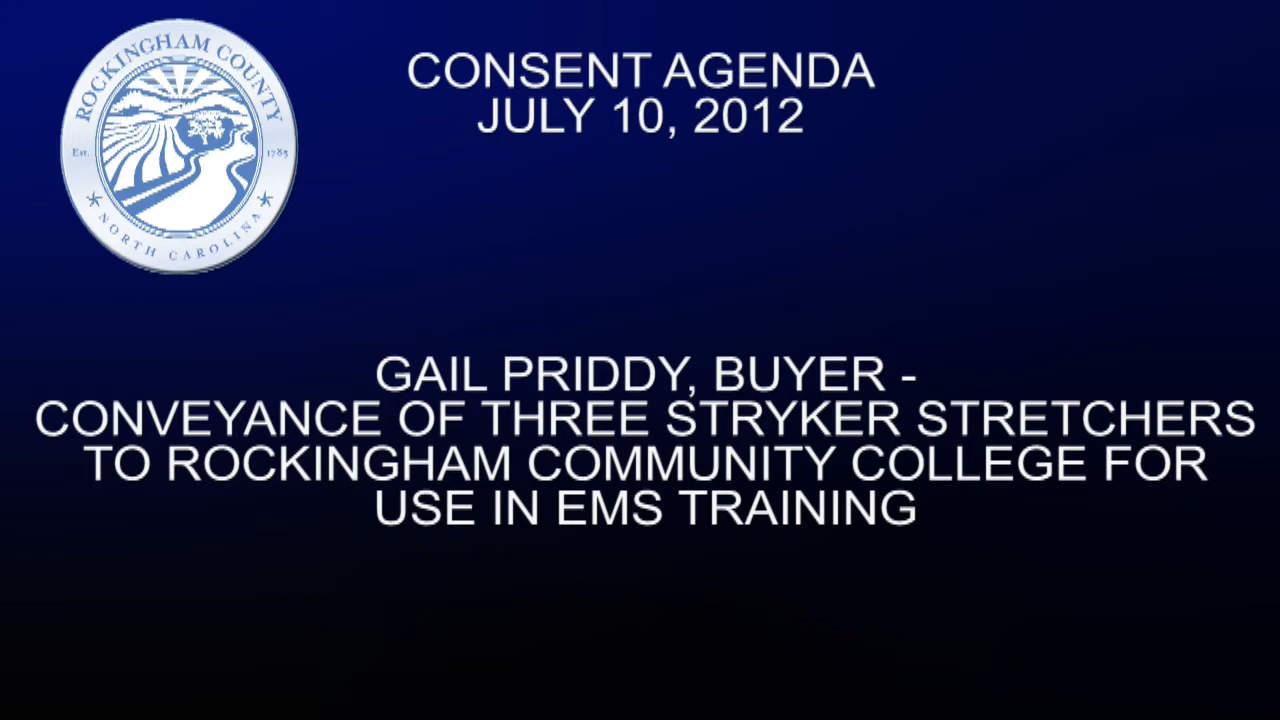 ROCKINGHAM COUNTY
Est. 1785
NORTH CAROLINA
CONSENT AGENDA
JULY 10, 2012
GAIL PRIDDY, BUYER -
CONVEYANCE OF THREE STRYKER STRETCHERS
TO ROCKINGHAM COMMUNITY COLLEGE FOR
USE IN EMS TRAINING